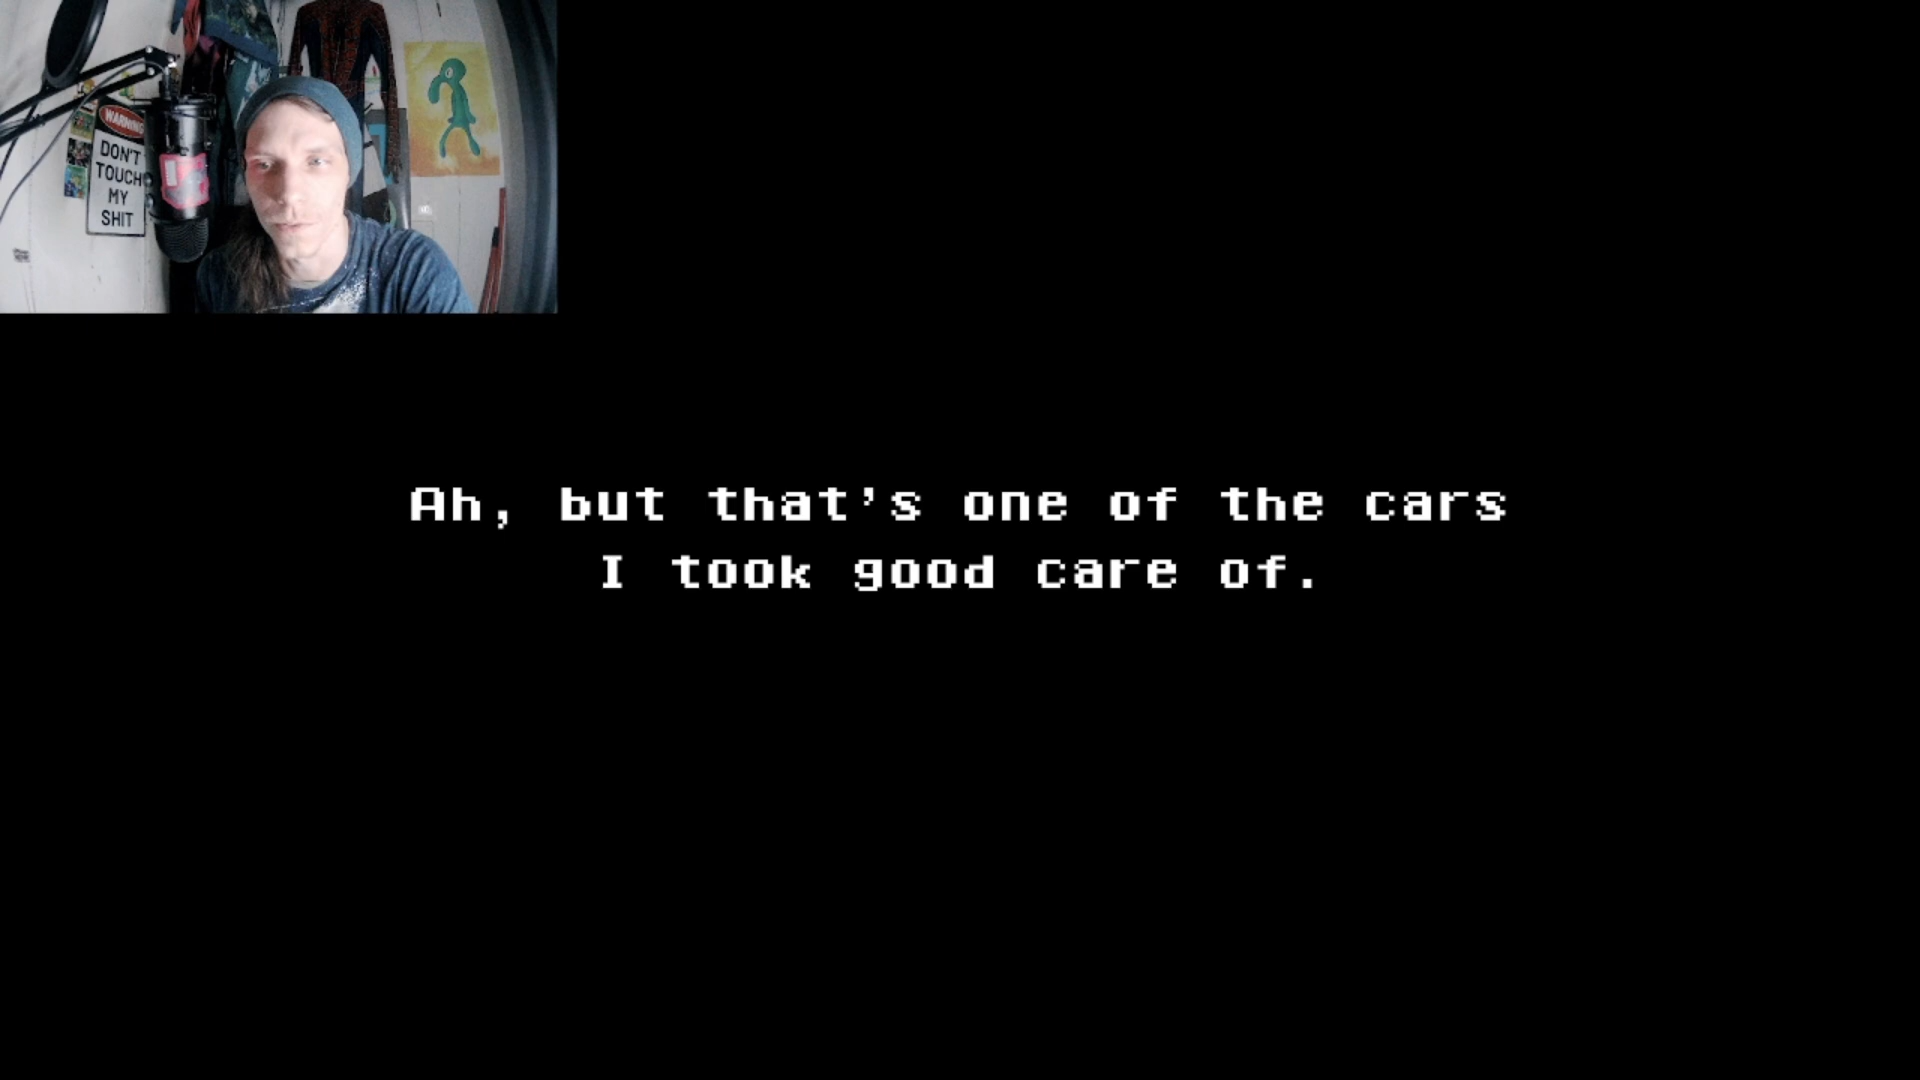 WARNING
DON'T
TOUCH
MY
SHIT
Ah, but that's one of the cars
I took good care of.